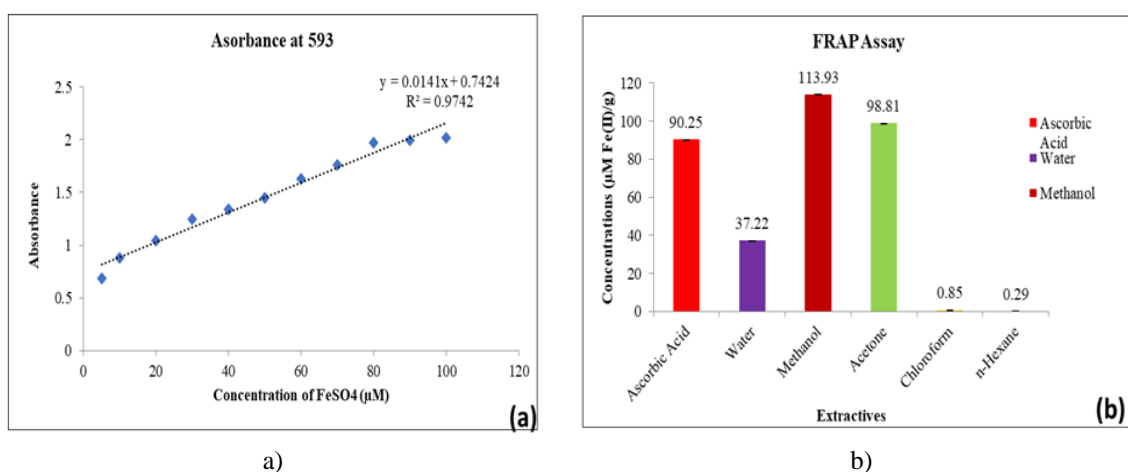 Asorbance at 593
y = 0.0141x + 0.7424
R² = 0.9742
2.5
2
1.5
1
0.5
0
Absorbance
0
20
40
60
80
100
120
Concentration of FeSO4 (µM)
(a)
FRAP Assay
120
100
80
60
40
20
0
Concentrations (µM Fe(II)/g)
90.25
37.22
113.93
98.81
0.85
0.29
Ascorbic Acid
Water
Methanol
Acetone
Chloroform
n-Hexane
Extractives
Ascorbic
Acid
Water
Methanol
(b)
a)
b)